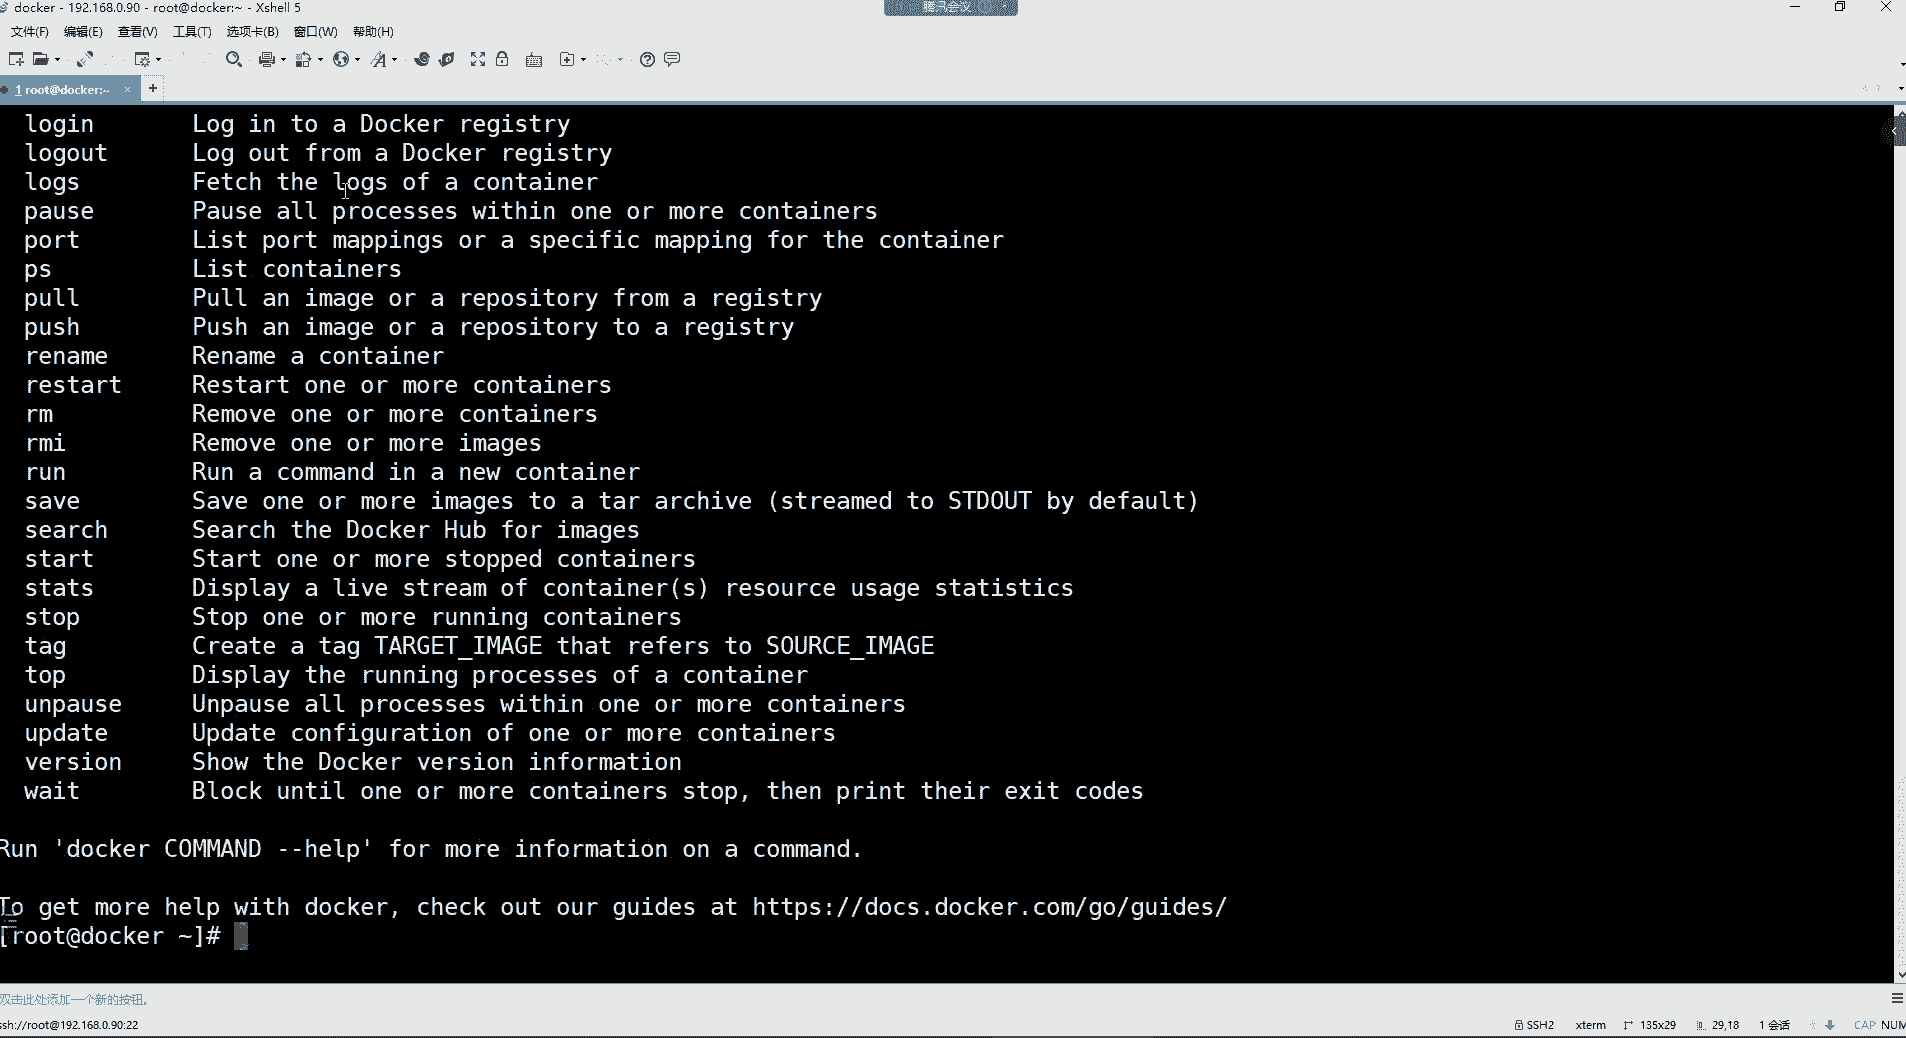 docker - 192.168.0.90 - root@docker:~ - Xshell 5
腾讯会议
文件(F) 编辑(E) 查看(V) 工具(T) 选项卡(B) 窗口(W) 帮助(H)
1 root@docker:~ × +
login Log in to a Docker registry
logout Log out from a Docker registry
logs Fetch the logs of a container
pause Pause all processes within one or more containers
port List port mappings or a specific mapping for the container
ps List containers
pull Pull an image or a repository from a registry
push Push an image or a repository to a registry
rename Rename a container
restart Restart one or more containers
rm Remove one or more containers
rmi Remove one or more images
run Run a command in a new container
save Save one or more images to a tar archive (streamed to STDOUT by default)
search Search the Docker Hub for images
start Start one or more stopped containers
stats Display a live stream of container(s) resource usage statistics
stop Stop one or more running containers
tag Create a tag TARGET_IMAGE that refers to SOURCE_IMAGE
top Display the running processes of a container
unpause Unpause all processes within one or more containers
update Update configuration of one or more containers
version Show the Docker version information
wait Block until one or more containers stop, then print their exit codes
Run 'docker COMMAND --help' for more information on a command.
To get more help with docker, check out our guides at https://docs.docker.com/go/guides/
[root@docker ~]#
双击此处添加一个新的按钮。
ssh://root@192.168.0.90:22 SSH2 xterm 135x29 29,18 1 会话 CAP NUM